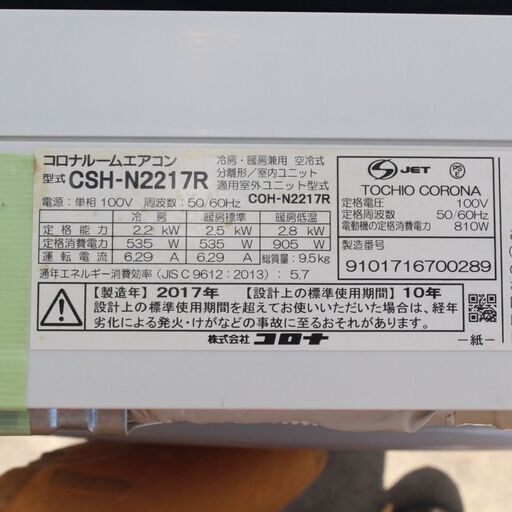 コロナルームエアコン
型式 CSH-N2217R
冷房・暖房兼用 空冷式
分離形／室内ユニット
適用室外ユニット型式
電源：単相 100V 周波数：50/60Hz COH-N2217R
冷房 暖房標準 暖房低温
定格能力 2.2 kW 2.5 kW 2.8 kW
定格消費電力 535 W 535 W 905 W
運転電流 6.29 A 6.29 A 総質量：9.5kg
通年エネルギー消費効率（JIS C 9612：2013）：5.7
S JET PSE
TOCHIO CORONA
定格電圧 100V
定格周波数 50/60Hz
電動機の定格消費電力 810W
製造番号
9101716700289
【製造年】2017年 【設計上の標準使用期間】10年
設計上の標準使用期間を超えてお使いいただいた場合は、経年
劣化による発火・けがなどの事故に至るおそれがあります。
株式会社 コロナ
－紙－